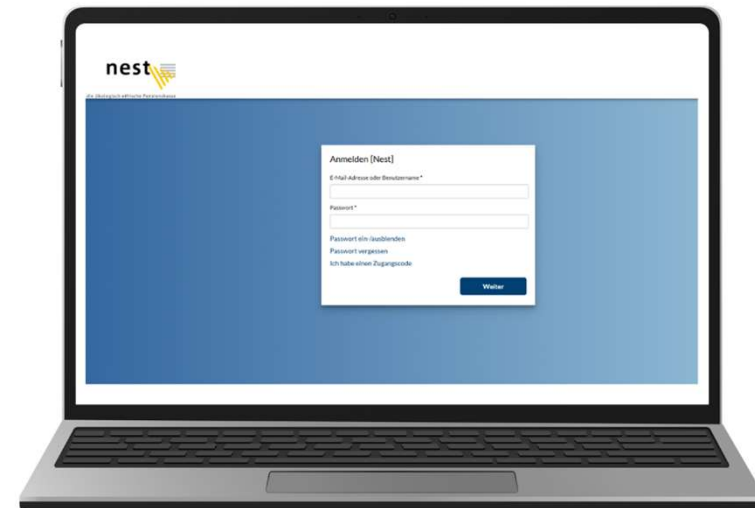 nest
die ökologisch-ethische Pensionskasse
Anmelden [Nest]
E-Mail-Adresse oder Benutzername*
Passwort*
Passwort ein-/ausblenden
Passwort vergessen
Ich habe einen Zugangscode
Weiter